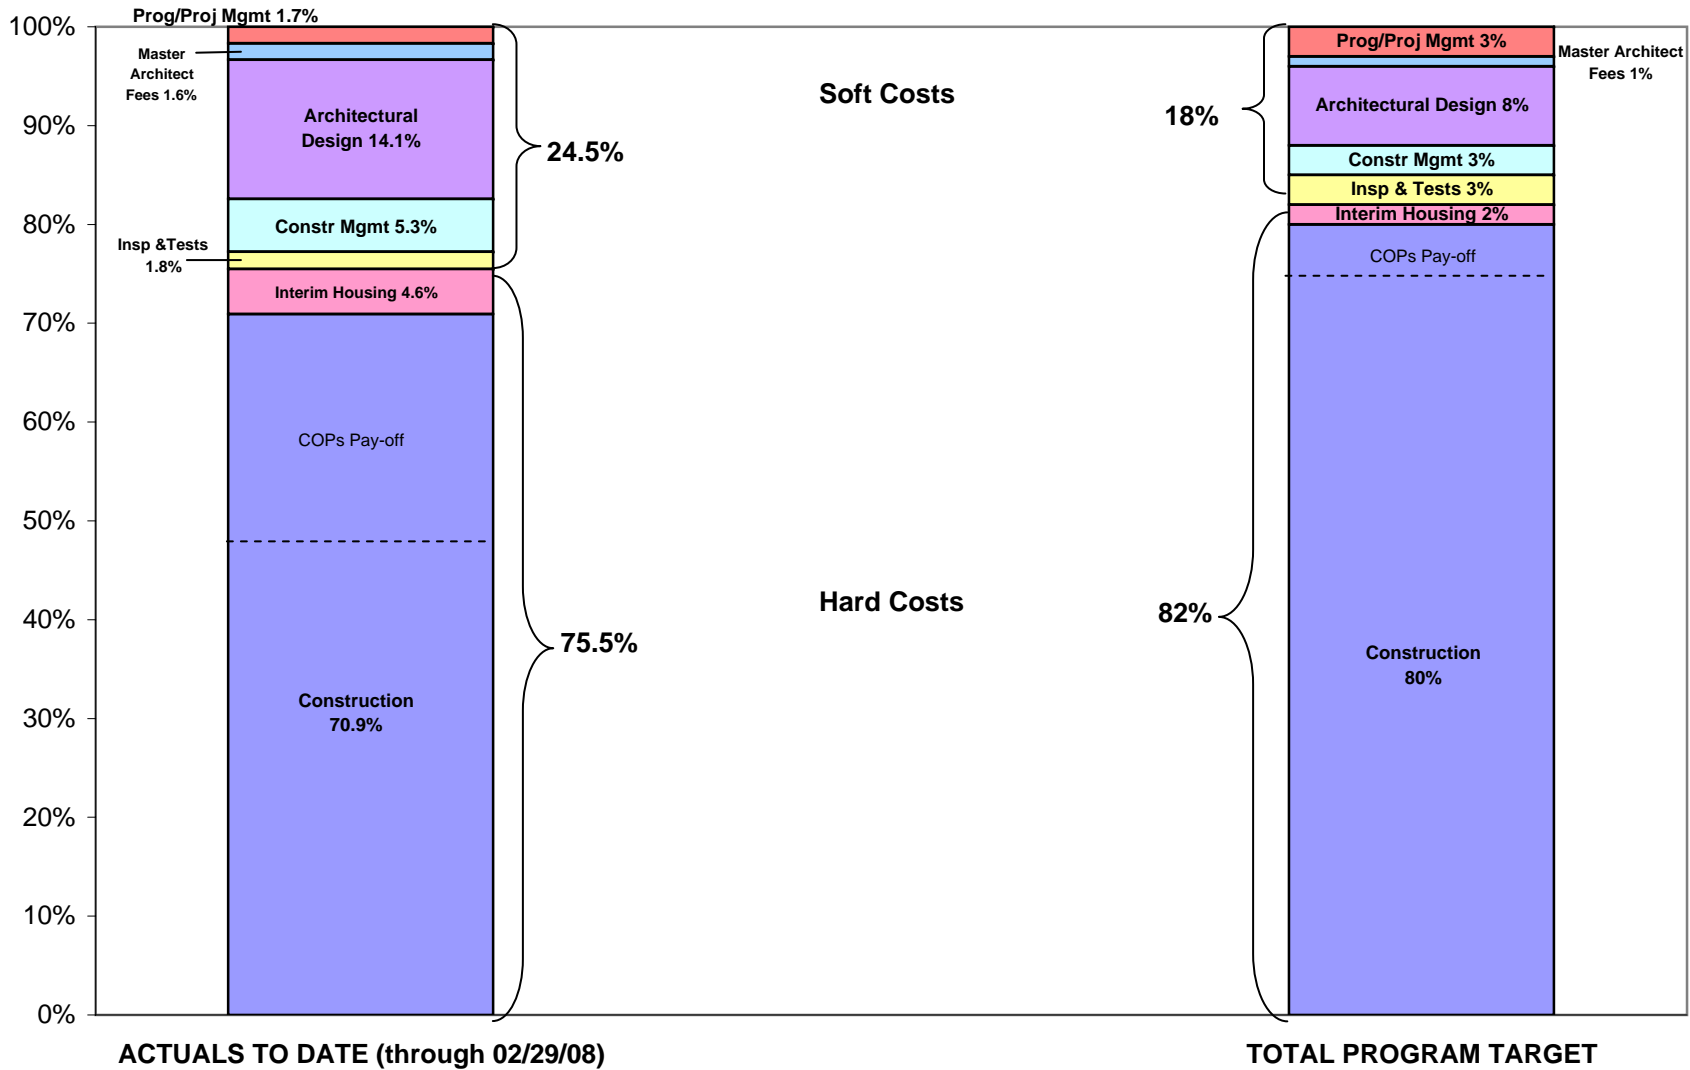 Prog/Proj Mgmt 1.7%
100%
90%
80%
70%
60%
50%
40%
30%
20%
10%
0%
Master
Architect
Fees 1.6%
Architectural
Design 14.1%
Constr Mgmt 5.3%
Insp &Tests
1.8%
Interim Housing 4.6%
COPs Pay-off
Construction
70.9%
24.5%
75.5%
Soft Costs
Hard Costs
18%
82%
Prog/Proj Mgmt 3%
Master Architect
Fees 1%
Architectural Design 8%
Constr Mgmt 3%
Insp & Tests 3%
Interim Housing 2%
COPs Pay-off
Construction
80%
ACTUALS TO DATE (through 02/29/08)
TOTAL PROGRAM TARGET